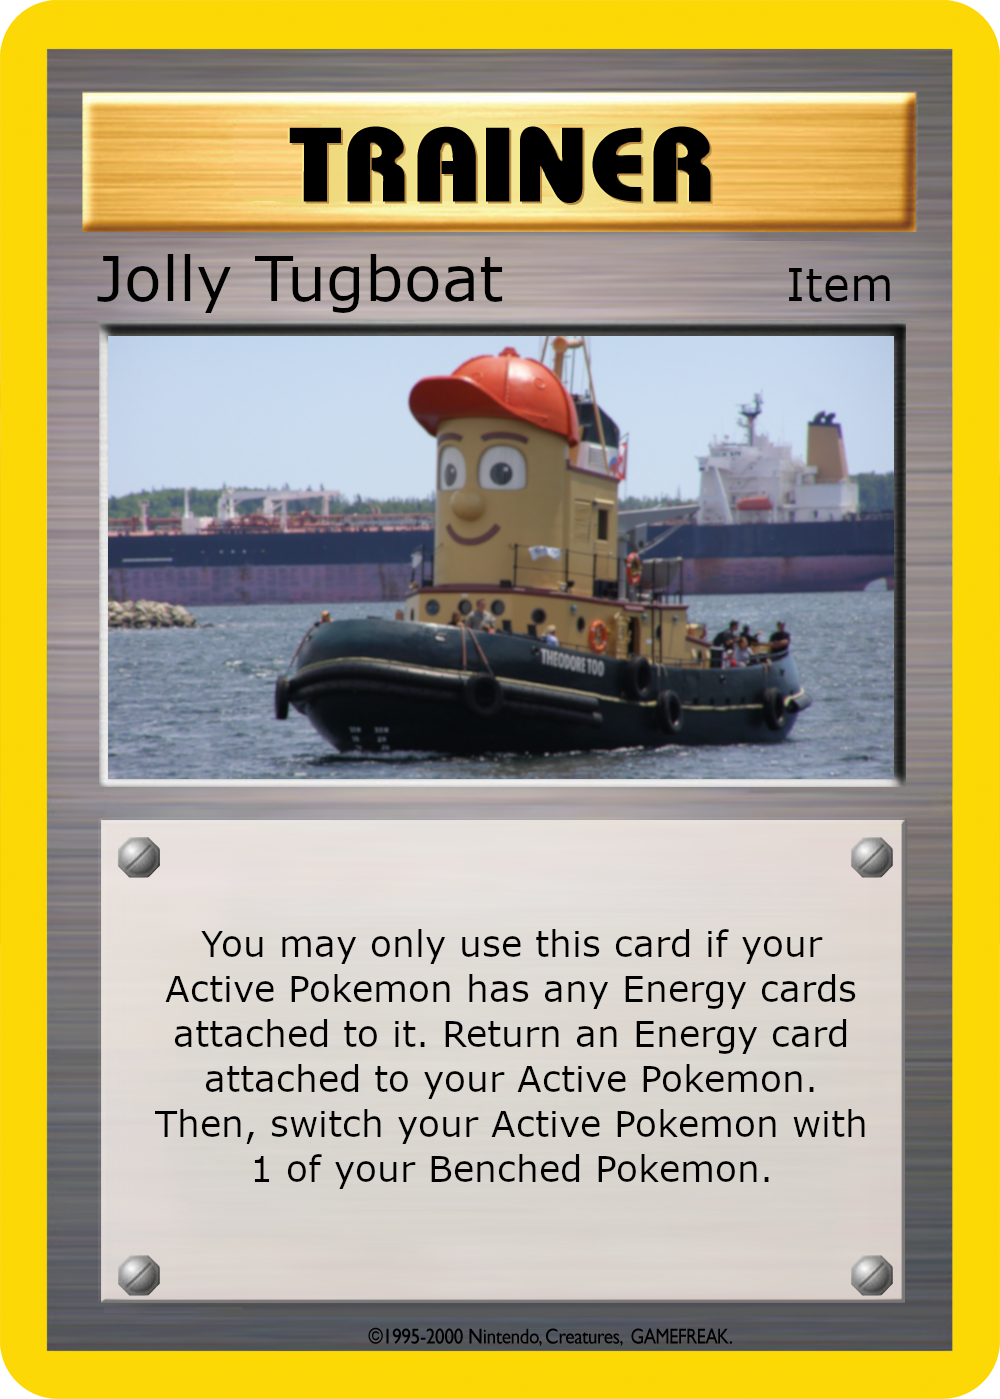 TRAINER
Jolly Tugboat Item
THEODORE TOO
You may only use this card if your
Active Pokemon has any Energy cards
attached to it. Return an Energy card
attached to your Active Pokemon.
Then, switch your Active Pokemon with
1 of your Benched Pokemon.
©1995-2000 Nintendo, Creatures, GAMEFREAK.